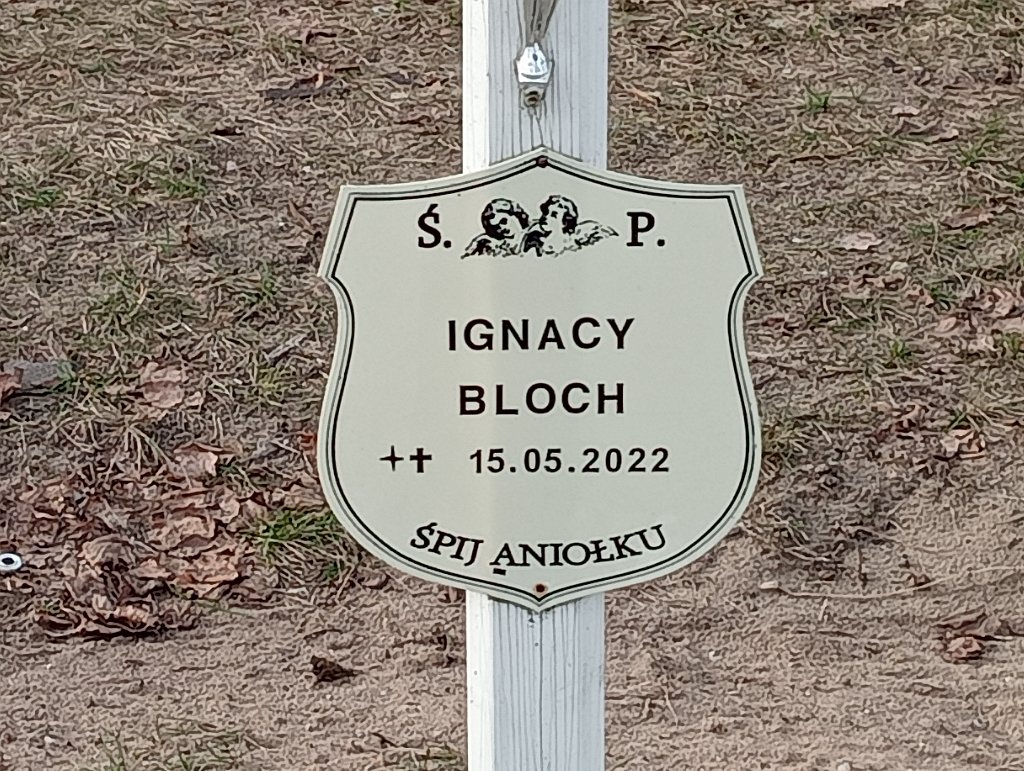 Ś. P.
IGNACY
BLOCH
+✝ 15.05.2022
ŚPIJ ANIOŁKU